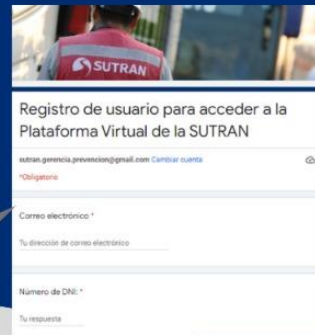 SUTRAN
Registro de usuario para acceder a la
Plataforma Virtual de la SUTRAN
sutran.gerencia.prevencion@gmail.com Cambiar cuenta
*Obligatorio
Correo electrónico *
Tu dirección de correo electrónico
Número de DNI: *
Tu respuesta